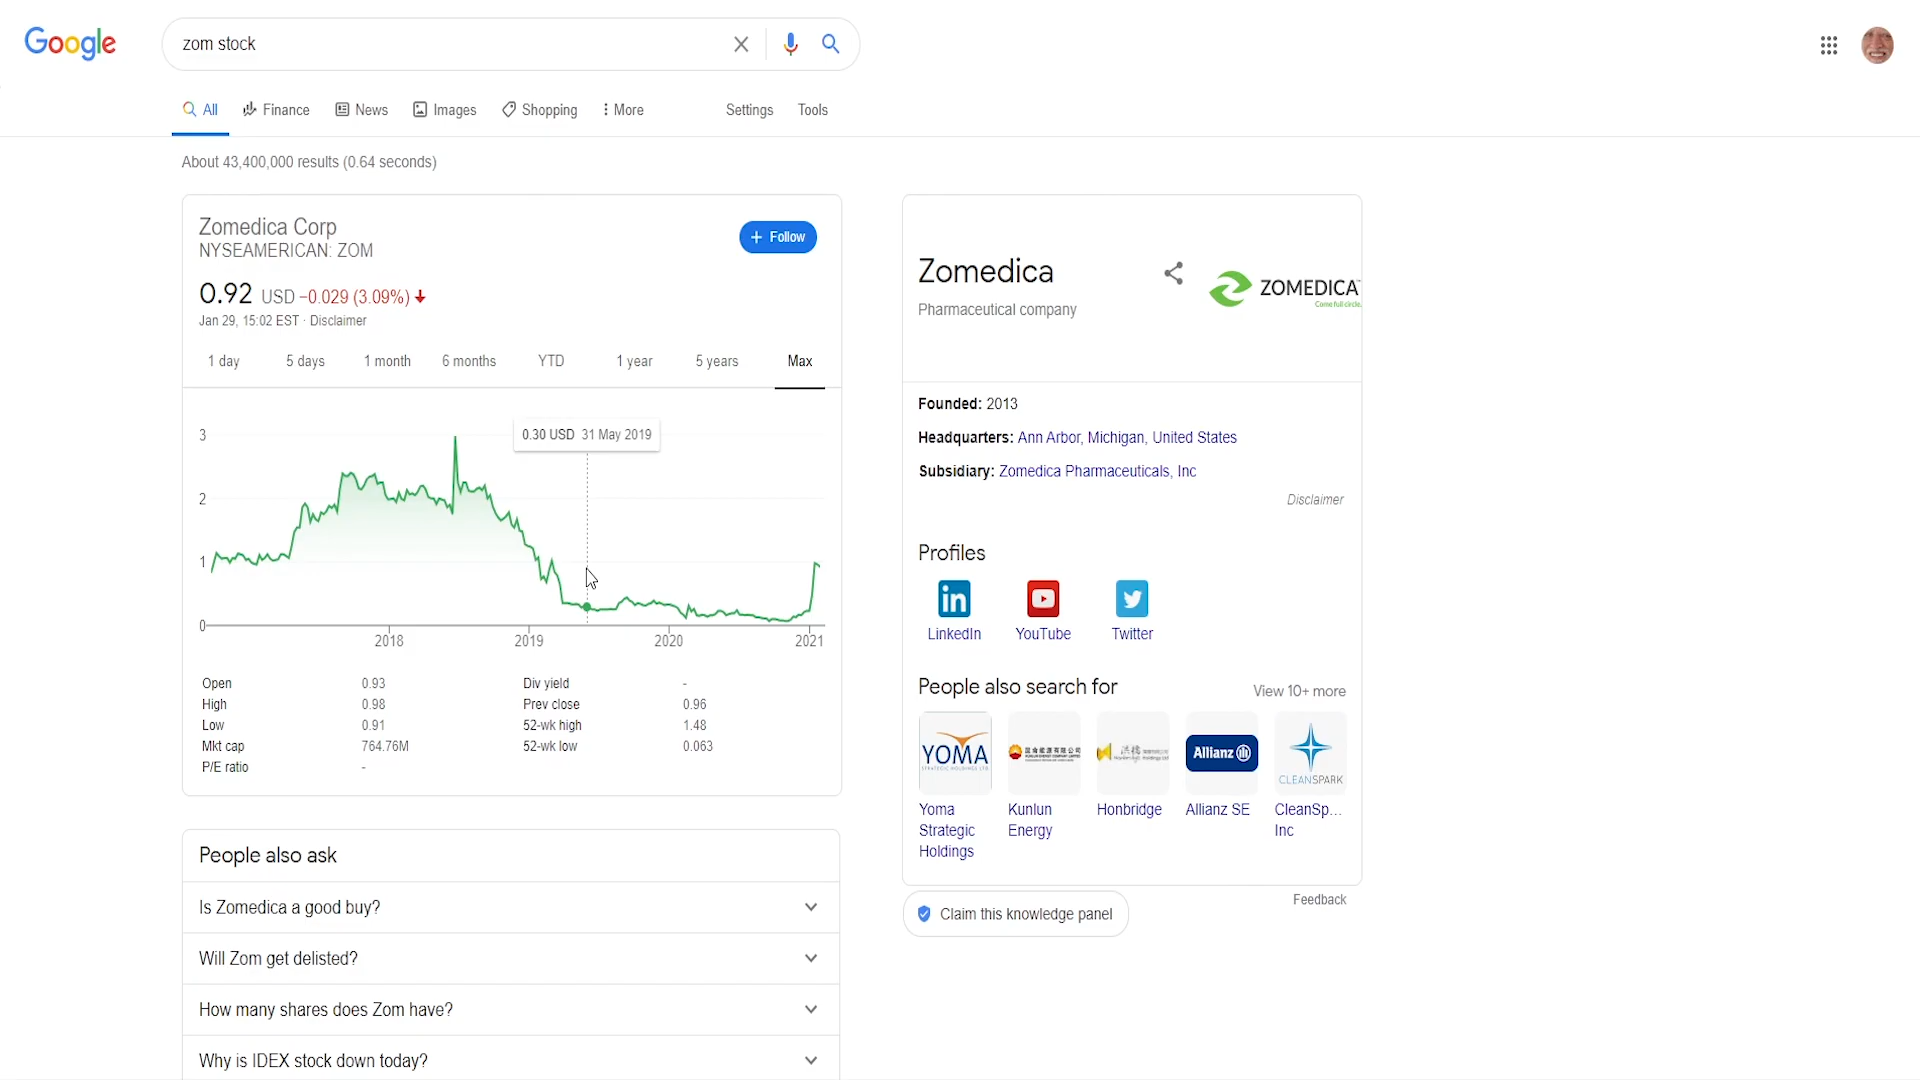 Google
zom stock
All Finance News Images Shopping More Settings Tools
About 43,400,000 results (0.64 seconds)
Zomedica Corp
NYSEAMERICAN: ZOM
Follow
0.92 USD −0.029 (3.09%)
Jan 29, 15:02 EST · Disclaimer
1 day 5 days 1 month 6 months YTD 1 year 5 years Max
0.30 USD 31 May 2019
3
2
1
0
2018 2019 2020 2021
Open 0.93 Div yield -
High 0.98 Prev close 0.96
Low 0.91 52-wk high 1.48
Mkt cap 764.76M 52-wk low 0.063
P/E ratio -
People also ask
Is Zomedica a good buy?
Will Zom get delisted?
How many shares does Zom have?
Why is IDEX stock down today?
Zomedica
Pharmaceutical company
ZOMEDICA
Come full circle.
Founded: 2013
Headquarters: Ann Arbor, Michigan, United States
Subsidiary: Zomedica Pharmaceuticals, Inc
Disclaimer
Profiles
in
LinkedIn YouTube Twitter
People also search for View 10+ more
YOMA
STRATEGIC HOLDINGS LTD
Allianz
CLEANSPARK
Yoma Strategic Holdings
Kunlun Energy
Honbridge
Allianz SE
CleanSp... Inc
Feedback
Claim this knowledge panel